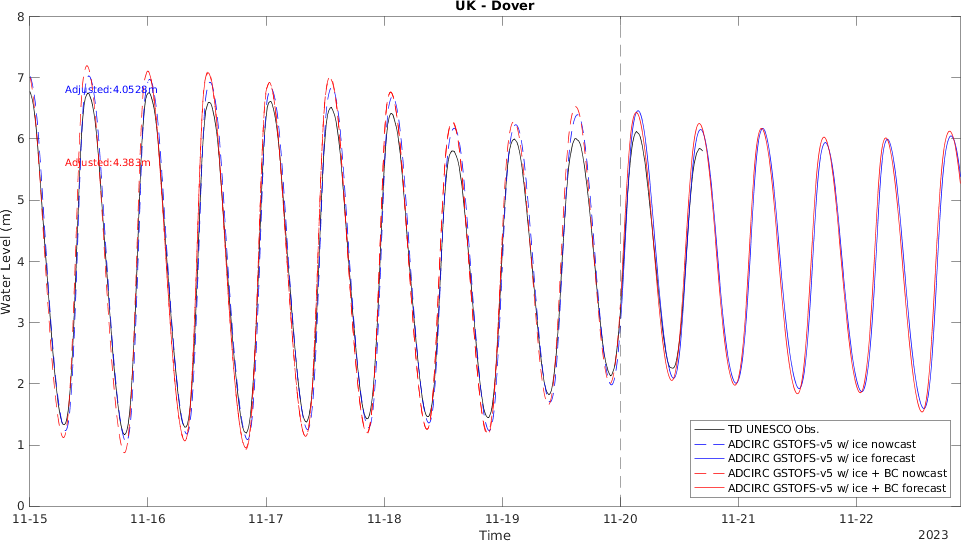 UK - Dover
8
7
6
5
4
3
2
1
0
Water Level (m)
Adjusted:4.0528m
Adjusted:4.383m
TD UNESCO Obs.
ADCIRC GSTOFS-v5 w/ ice nowcast
ADCIRC GSTOFS-v5 w/ ice forecast
ADCIRC GSTOFS-v5 w/ ice + BC nowcast
ADCIRC GSTOFS-v5 w/ ice + BC forecast
11-15 11-16 11-17 11-18 11-19 11-20 11-21 11-22
Time
2023